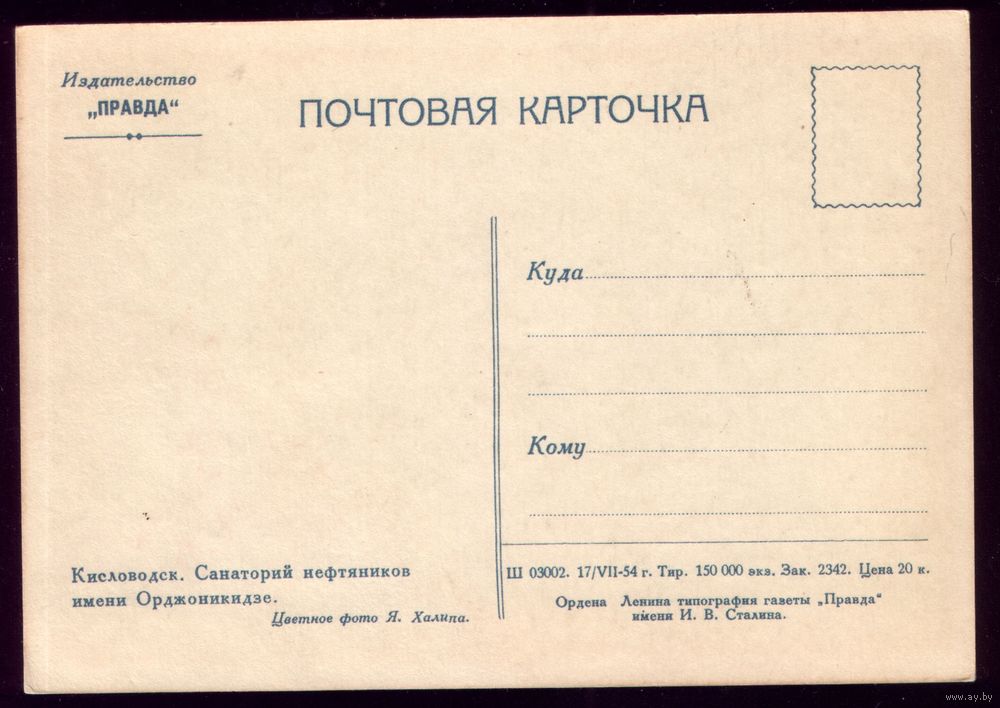 Издательство
„ПРАВДА“
ПОЧТОВАЯ КАРТОЧКА
Куда
Кому
Кисловодск. Санаторий нефтяников
имени Орджоникидзе.
Цветное фото Я. Халипа.
Ш 03002. 17/VII-54 г. Тир. 150 000 экз. Зак. 2342. Цена 20 к.
Ордена Ленина типография газеты „Правда“
имени И. В. Сталина.
www.ay.by